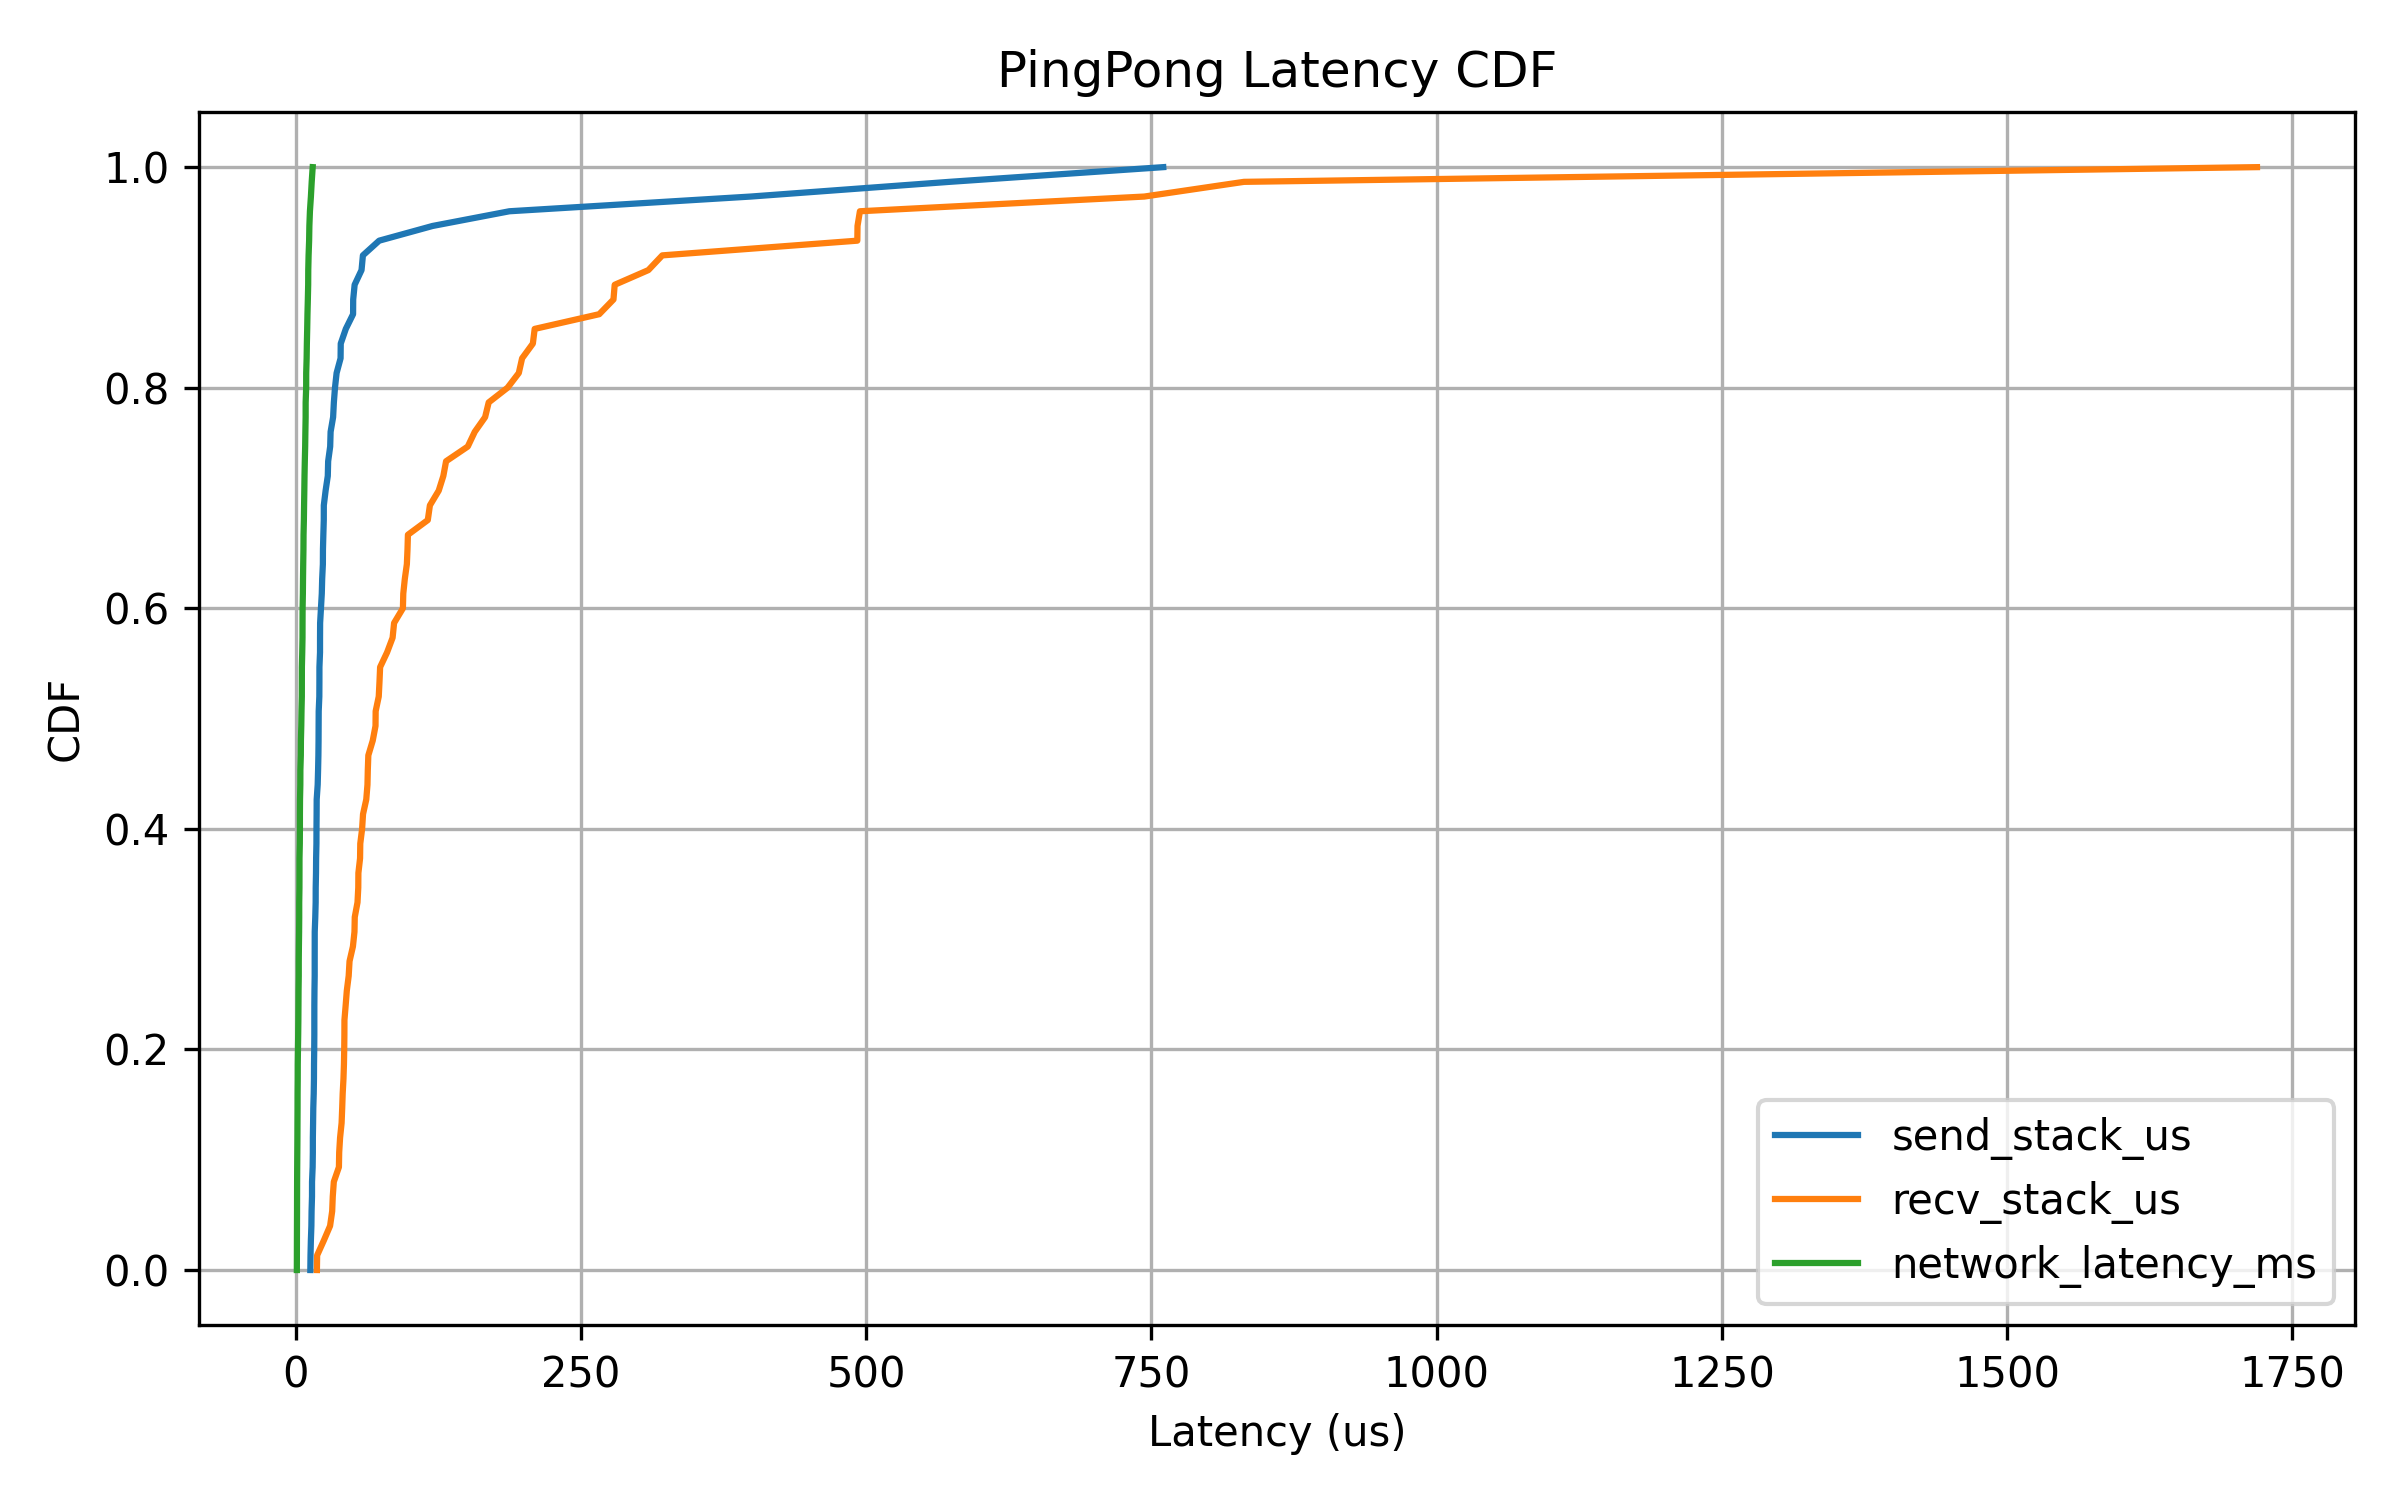 PingPong Latency CDF
CDF
1.0
0.8
0.6
0.4
0.2
0.0
0 250 500 750 1000 1250 1500 1750
Latency (us)
send_stack_us
recv_stack_us
network_latency_ms